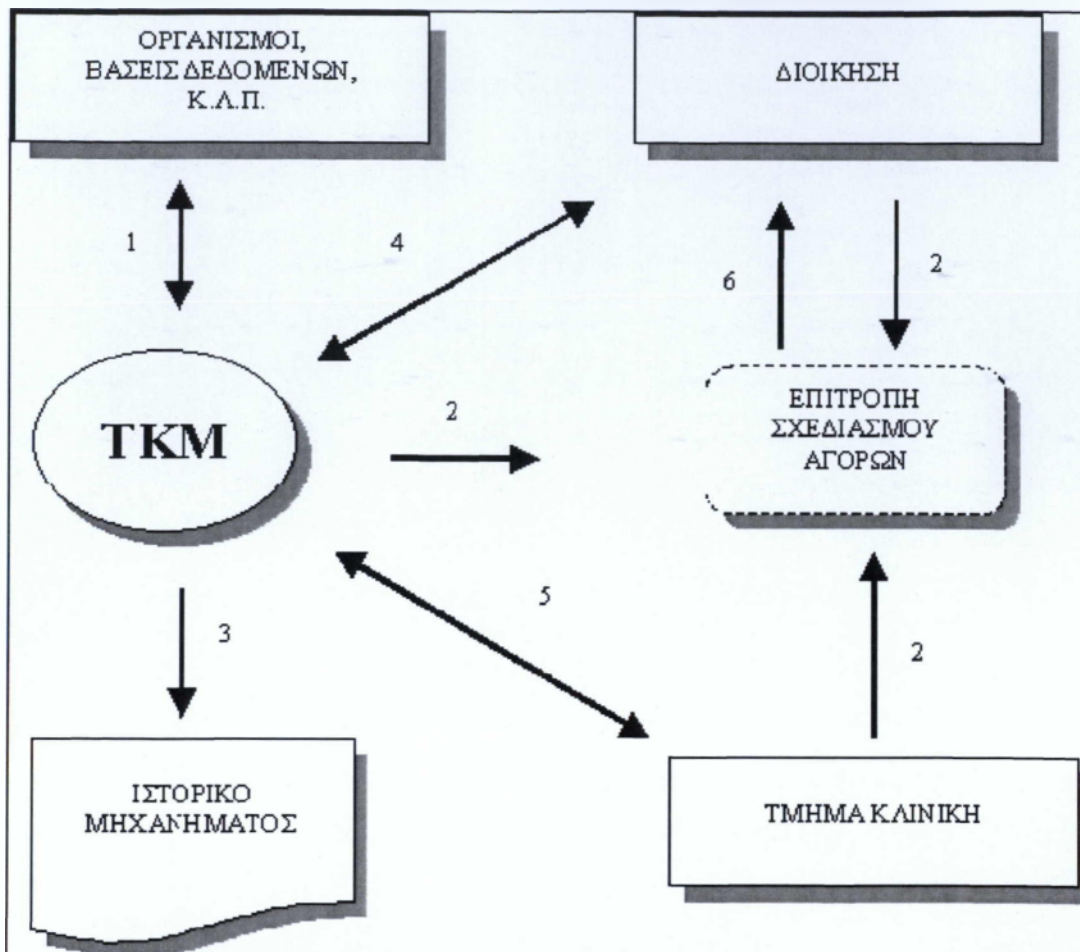 ΟΡΓΑΝΙΣΜΟΙ,
ΒΑΣΕΙΣ ΔΕΔΟΜΕΝΩΝ,
Κ.Λ.Π.
ΔΙΟΙΚΗΣΗ
1
4
6
2
ΤΚΜ
2
ΕΠΙΤΡΟΠΗ
ΣΧΕΔΙΑΣΜΟΥ
ΑΓΟΡΩΝ
3
5
2
ΙΣΤΟΡΙΚΟ
ΜΗΧΑΝΗΜΑΤΟΣ
ΤΜΗΜΑ ΚΛΙΝΙΚΗ